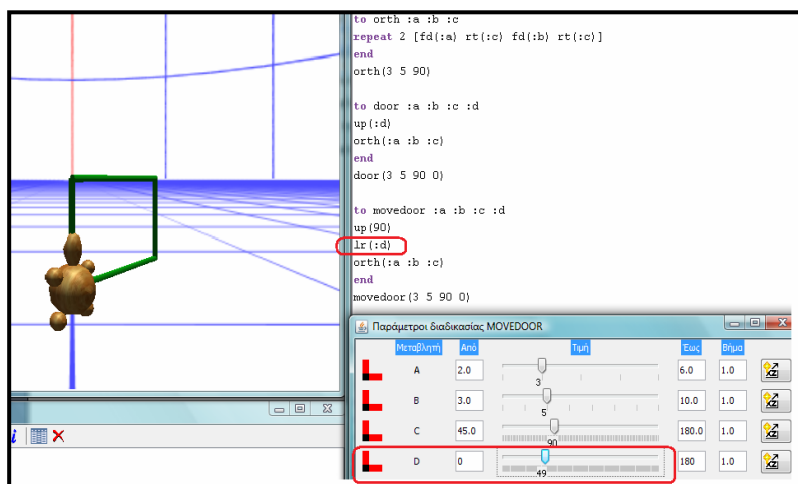 to orth :a :b :c
repeat 2 [fd(:a) rt(:c) fd(:b) rt(:c)]
end
orth(3 5 90)
to door :a :b :c :d
up(:d)
orth(:a :b :c)
end
door(3 5 90 0)
to movedoor :a :b :c :d
up(90)
lr(:d)
orth(:a :b :c)
end
movedoor(3 5 90 0)
Παράμετροι διαδικασίας MOVEDOOR
Μεταβλητή Από Τιμή Έως Βήμα
A 2.0 3 6.0 1.0
B 3.0 5 10.0 1.0
C 45.0 90 180.0 1.0
D 0 49 180 1.0